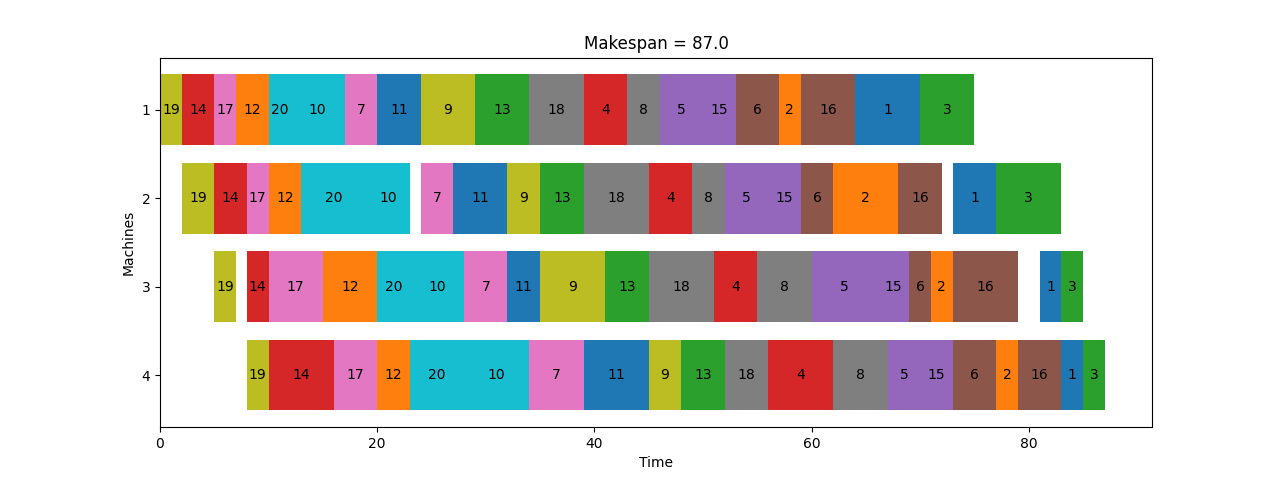 Makespan = 87.0
Machines
1 19 14 17 12 20 10 7 11 9 13 18 4 8 5 15 6 2 16 1 3
2 19 14 17 12 20 10 7 11 9 13 18 4 8 5 15 6 2 16 1 3
3 19 14 17 12 20 10 7 11 9 13 18 4 8 5 15 6 2 16 1 3
4 19 14 17 12 20 10 7 11 9 13 18 4 8 5 15 6 2 16 1 3
0 20 40 60 80
Time